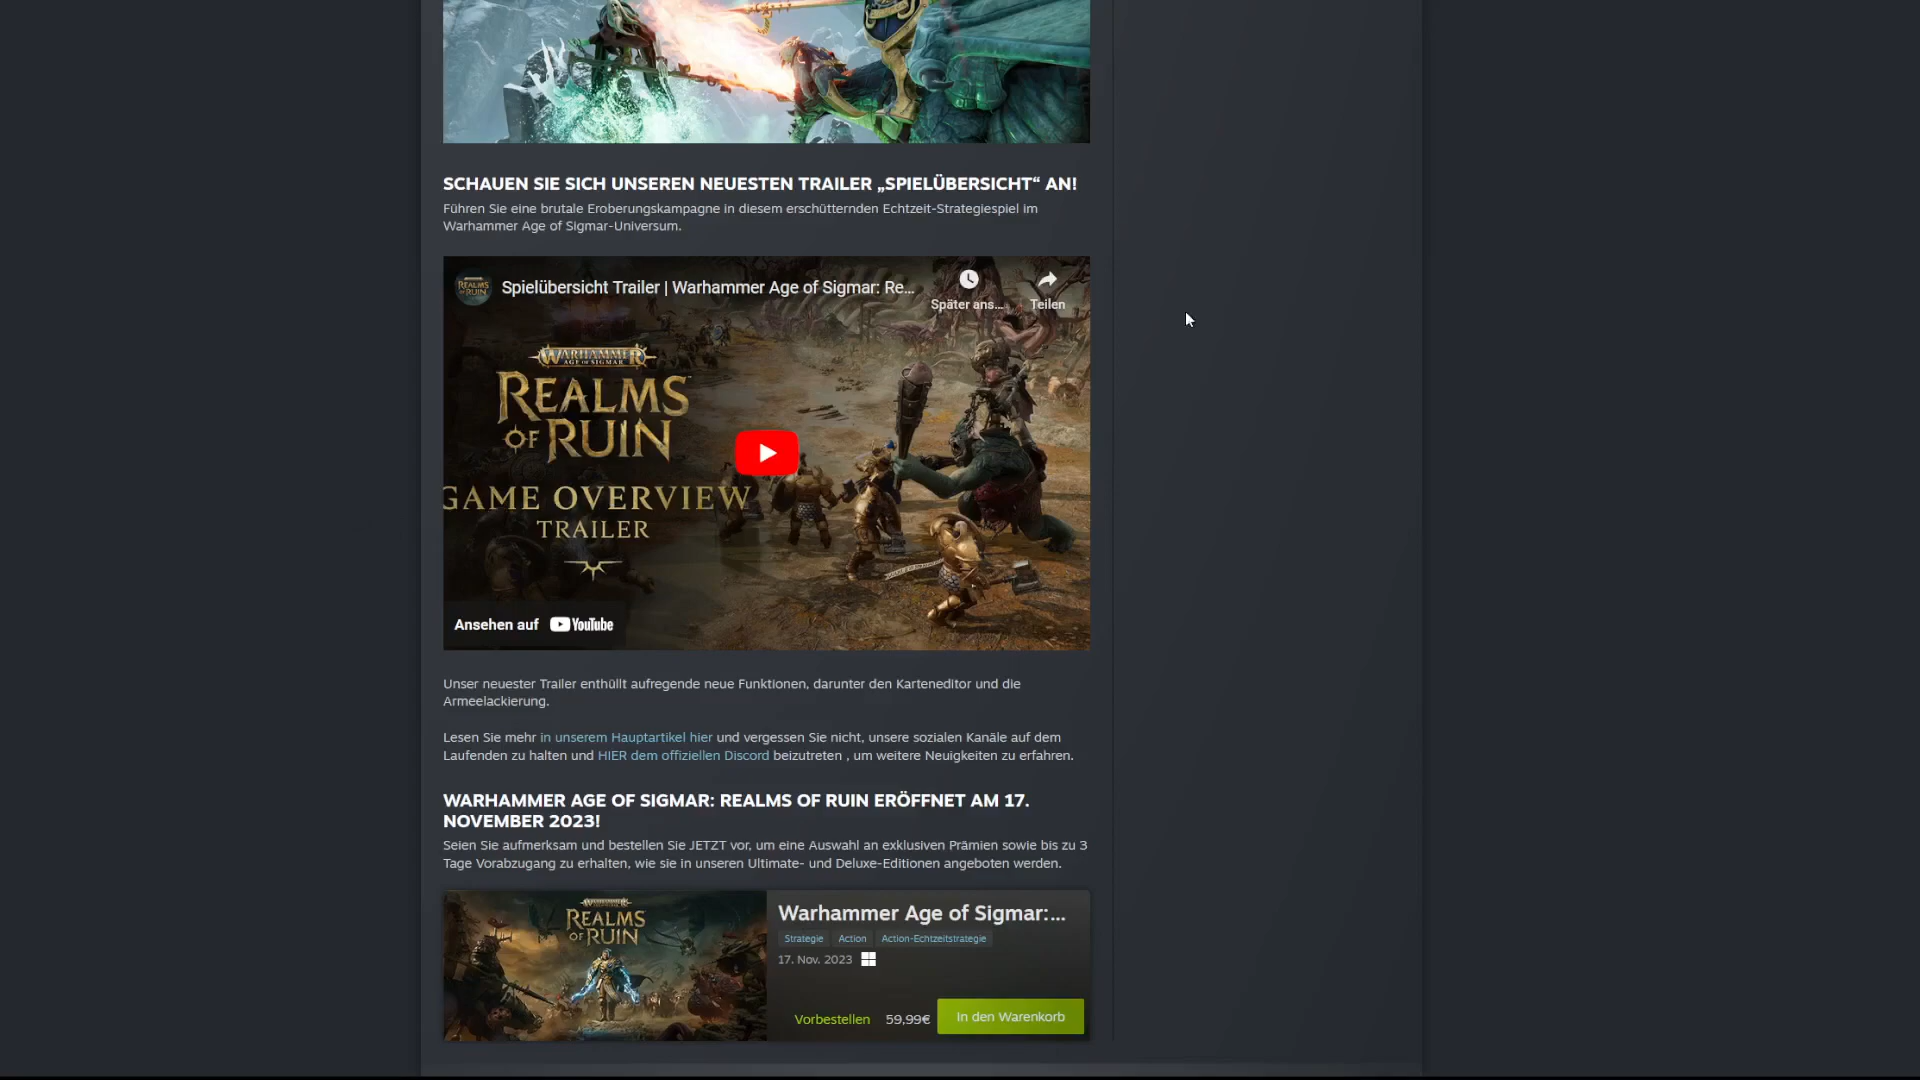 SCHAUEN SIE SICH UNSEREN NEUESTEN TRAILER „SPIELÜBERSICHT“ AN!
Führen Sie eine brutale Eroberungskampagne in diesem erschütternden Echtzeit-Strategiespiel im
Warhammer Age of Sigmar-Universum.
REALMS
OF RUIN
Spielübersicht Trailer | Warhammer Age of Sigmar: Re...
Später ans...
Teilen
WARHAMMER
AGE OF SIGMAR
REALMS
OF RUIN
GAME OVERVIEW
TRAILER
Ansehen auf YouTube
Unser neuester Trailer enthüllt aufregende neue Funktionen, darunter den Karteneditor und die
Armeelackierung.
Lesen Sie mehr in unserem Hauptartikel hier und vergessen Sie nicht, unsere sozialen Kanäle auf dem
Laufenden zu halten und HIER dem offiziellen Discord beizutreten , um weitere Neuigkeiten zu erfahren.
WARHAMMER AGE OF SIGMAR: REALMS OF RUIN ERÖFFNET AM 17.
NOVEMBER 2023!
Seien Sie aufmerksam und bestellen Sie JETZT vor, um eine Auswahl an exklusiven Prämien sowie bis zu 3
Tage Vorabzugang zu erhalten, wie sie in unseren Ultimate- und Deluxe-Editionen angeboten werden.
WARHAMMER
REALMS
OF RUIN
Warhammer Age of Sigmar:...
Strategie Action Action-Echtzeitstrategie
17. Nov. 2023
Vorbestellen 59,99€ In den Warenkorb